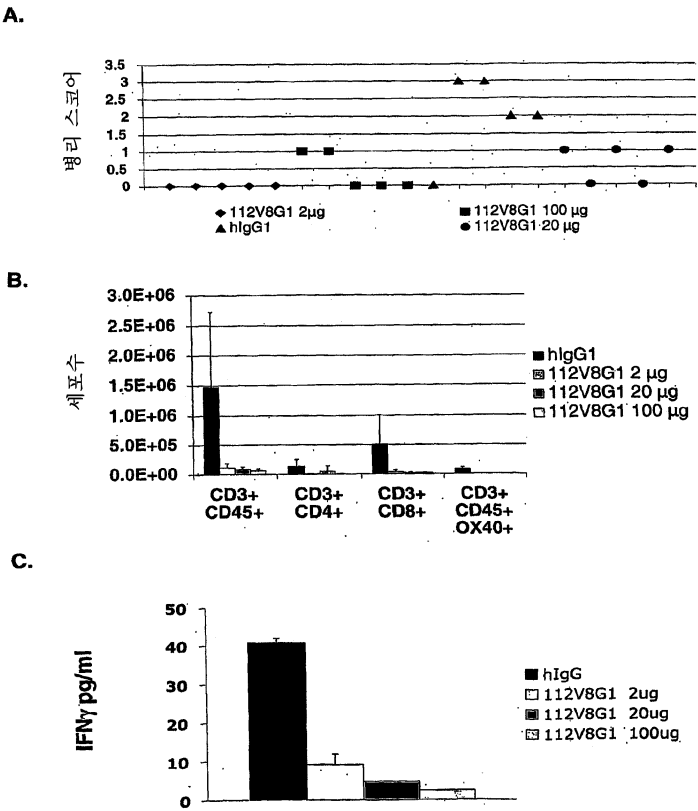 A.
병리 스코어
3.5
3
2.5
2
1.5
1
0.5
0
112V8G1 2µg
112V8G1 100 µg
hIgG1
112V8G1 20 µg
B.
세포수
3.0E+06
2.5E+06
2.0E+06
1.5E+06
1.0E+06
5.0E+05
0.0E+00
hIgG1
112V8G1 2 µg
112V8G1 20 µg
112V8G1 100 µg
CD3+ CD3+ CD3+ CD3+
CD45+ CD4+ CD8+ CD45+
OX40+
C.
IFNγ pg/ml
50
40
30
20
10
0
hIgG
112V8G1 2ug
112V8G1 20ug
112V8G1 100ug